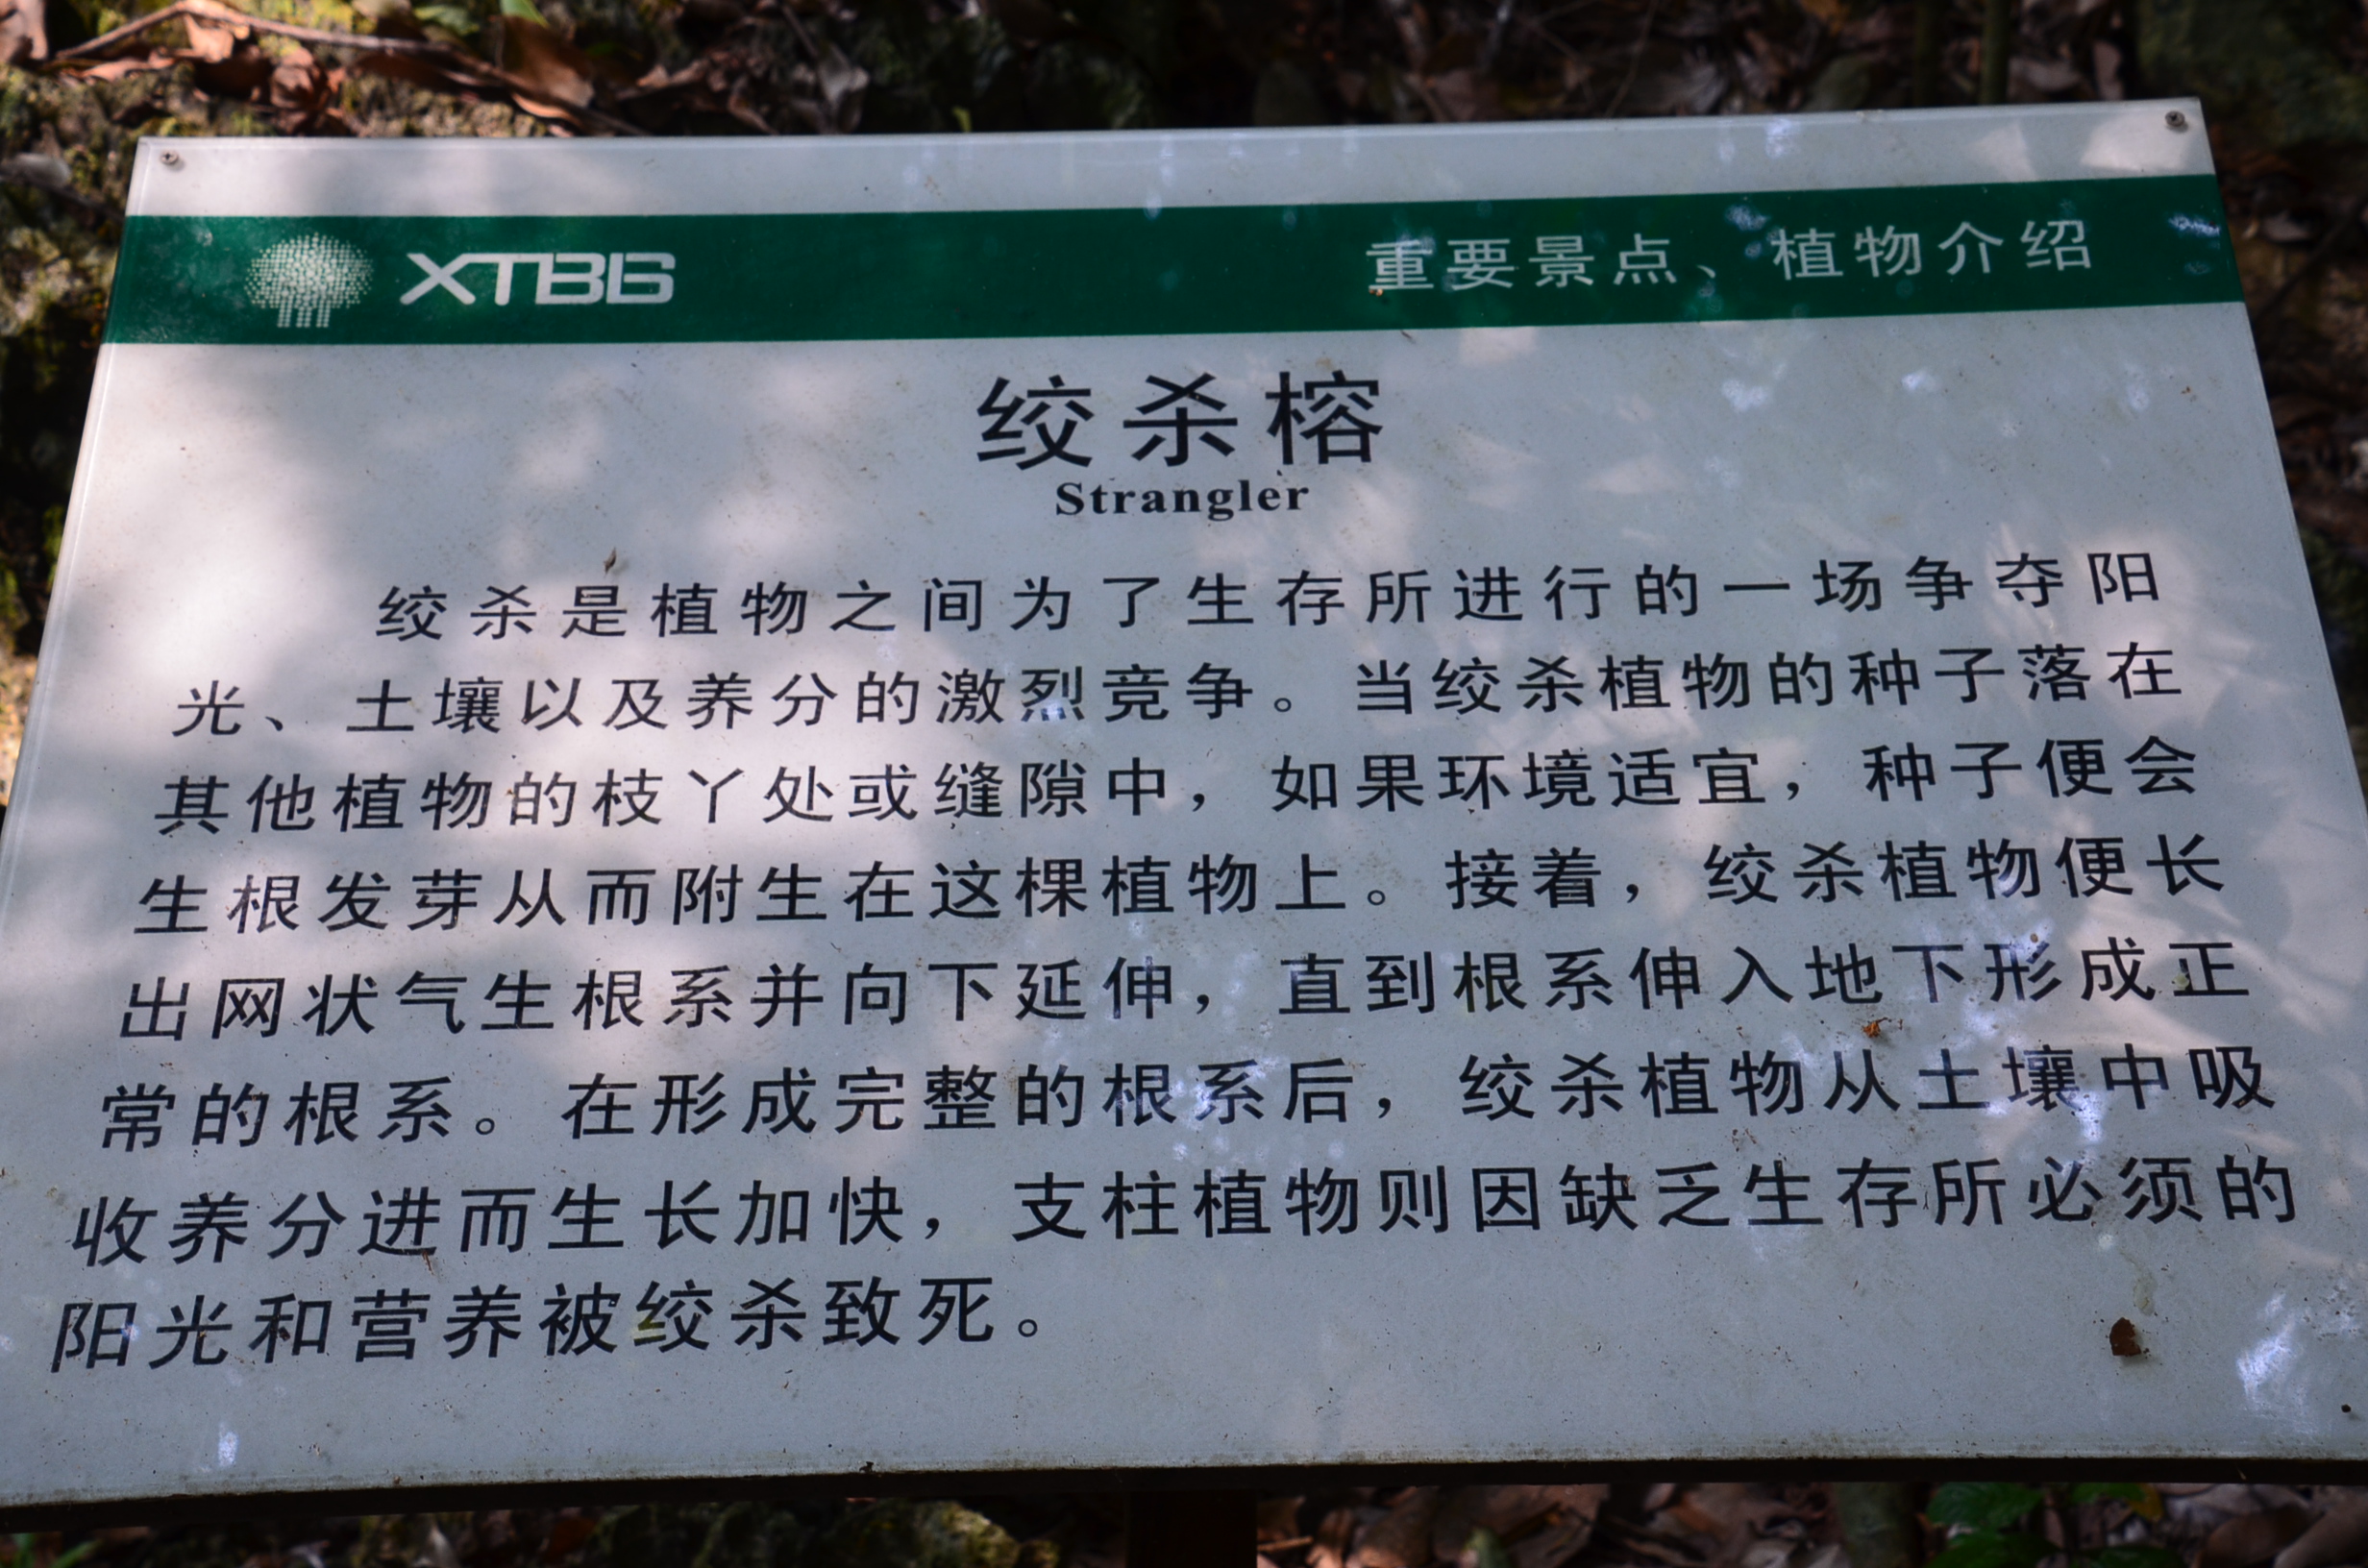 XTBG
重要景点、植物介绍
绞杀榕
Strangler
绞杀是植物之间为了生存所进行的一场争夺阳
光、土壤以及养分的激烈竞争。当绞杀植物的种子落在
其他植物的枝丫处或缝隙中，如果环境适宜，种子便会
生根发芽从而附生在这棵植物上。接着，绞杀植物便长
出网状气生根系并向下延伸，直到根系伸入地下形成正
常的根系。在形成完整的根系后，绞杀植物从土壤中吸
收养分进而生长加快，支柱植物则因缺乏生存所必须的
阳光和营养被绞杀致死。